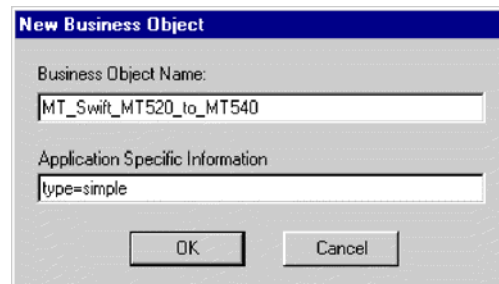 New Business Object
Business Object Name:
MT_Swift_MT520_to_MT540
Application Specific Information
type=simple
OK Cancel